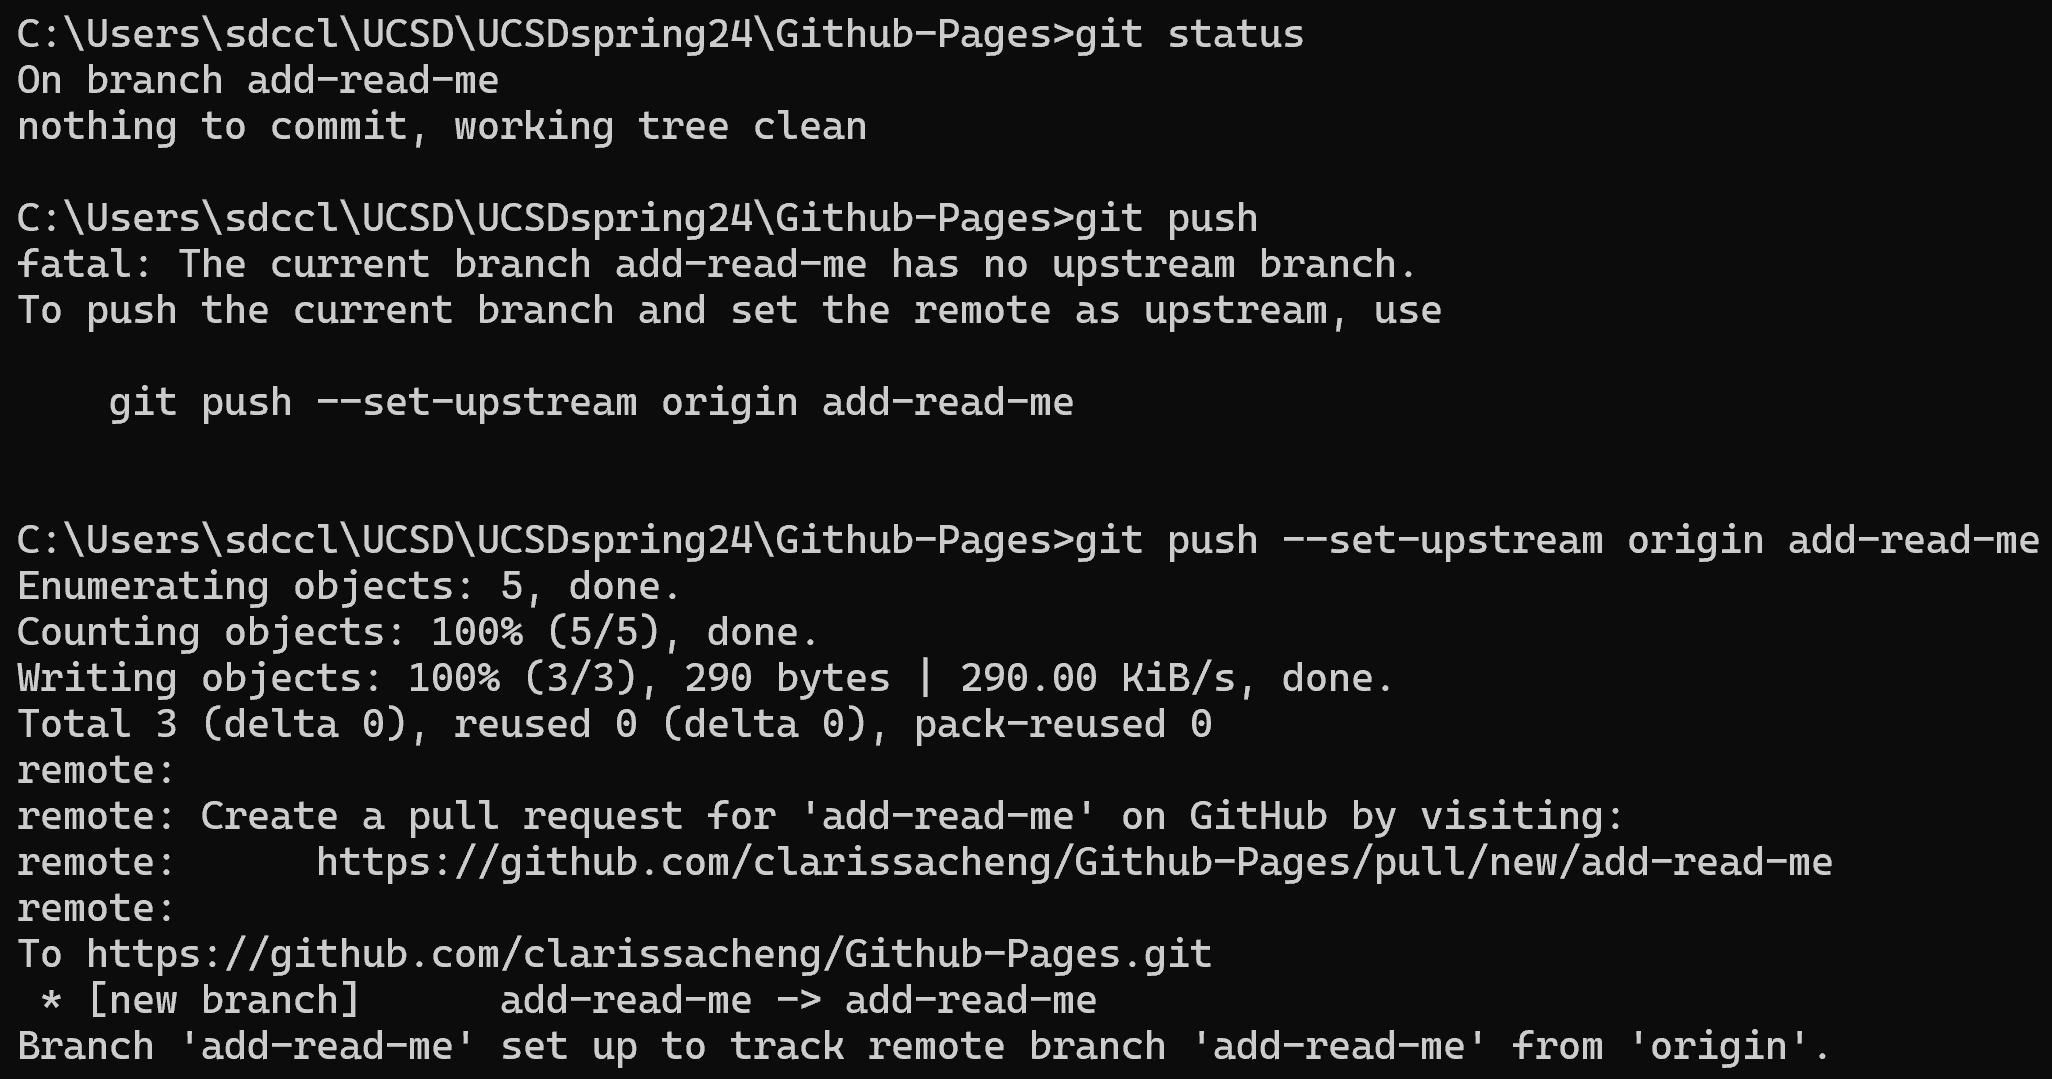 C:\Users\sdccl\UCSD\UCSDspring24\Github-Pages>git status
On branch add-read-me
nothing to commit, working tree clean
C:\Users\sdccl\UCSD\UCSDspring24\Github-Pages>git push
fatal: The current branch add-read-me has no upstream branch.
To push the current branch and set the remote as upstream, use
    git push --set-upstream origin add-read-me
C:\Users\sdccl\UCSD\UCSDspring24\Github-Pages>git push --set-upstream origin add-read-me
Enumerating objects: 5, done.
Counting objects: 100% (5/5), done.
Writing objects: 100% (3/3), 290 bytes | 290.00 KiB/s, done.
Total 3 (delta 0), reused 0 (delta 0), pack-reused 0
remote:
remote: Create a pull request for 'add-read-me' on GitHub by visiting:
remote:      https://github.com/clarissacheng/Github-Pages/pull/new/add-read-me
remote:
To https://github.com/clarissacheng/Github-Pages.git
 * [new branch]      add-read-me -> add-read-me
Branch 'add-read-me' set up to track remote branch 'add-read-me' from 'origin'.